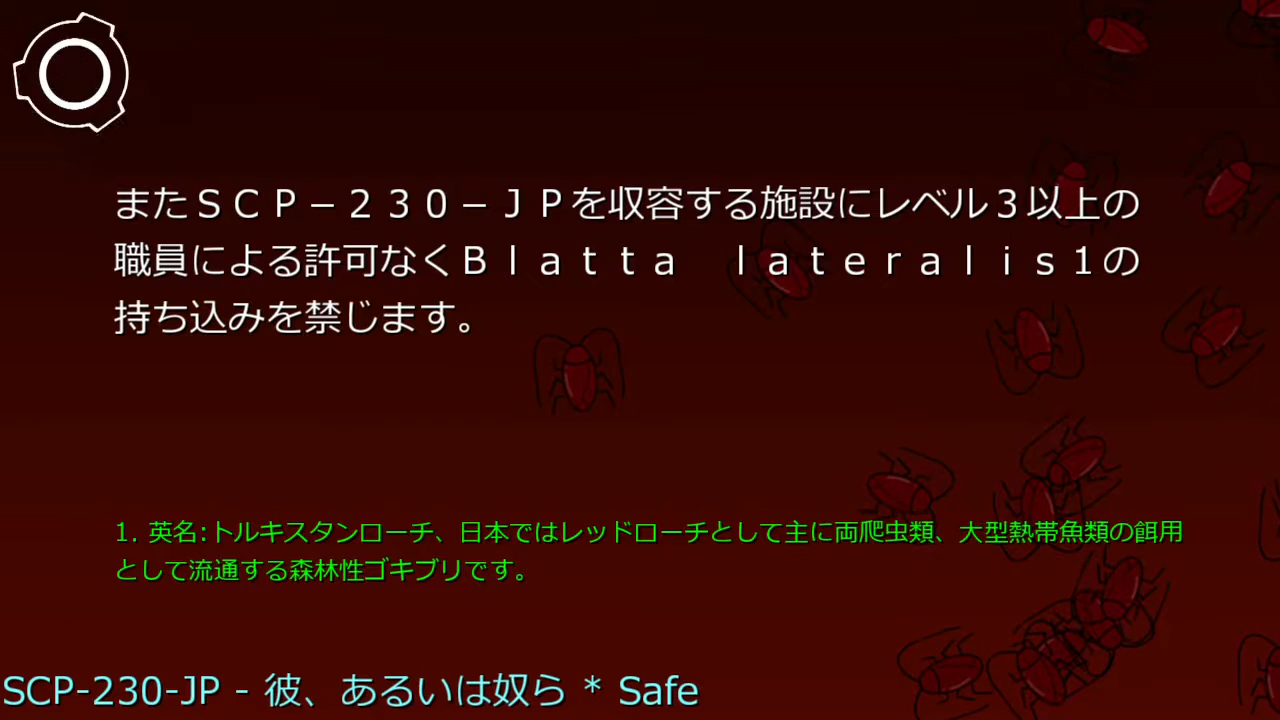 またＳＣＰ－２３０－ＪＰを収容する施設にレベル３以上の
職員による許可なくＢｌａｔｔａ　ｌａｔｅｒａｌｉｓ1の
持ち込みを禁じます。
1. 英名:トルキスタンローチ、日本ではレッドローチとして主に両爬虫類、大型熱帯魚類の餌用
として流通する森林性ゴキブリです。
SCP-230-JP - 彼、あるいは奴ら * Safe